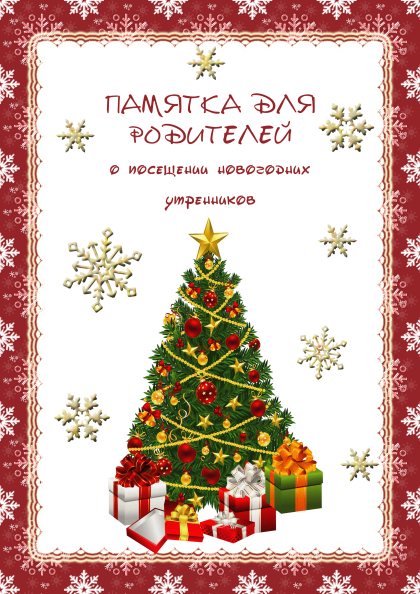 ПАМЯТКА ДЛЯ
РОДИТЕЛЕЙ
О ПОСЕЩЕНИИ НОВОГОДНИХ
УТРЕННИКОВ